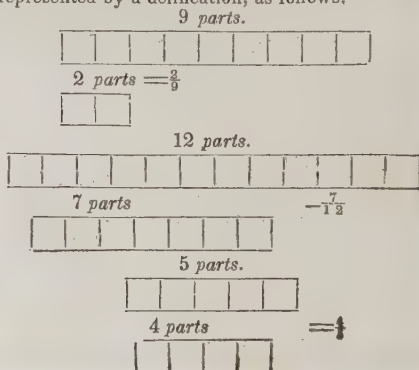 represented by a delineation, as follows:
9 parts.
2 parts =2/9
12 parts.
7 parts -7/12
5 parts.
4 parts =